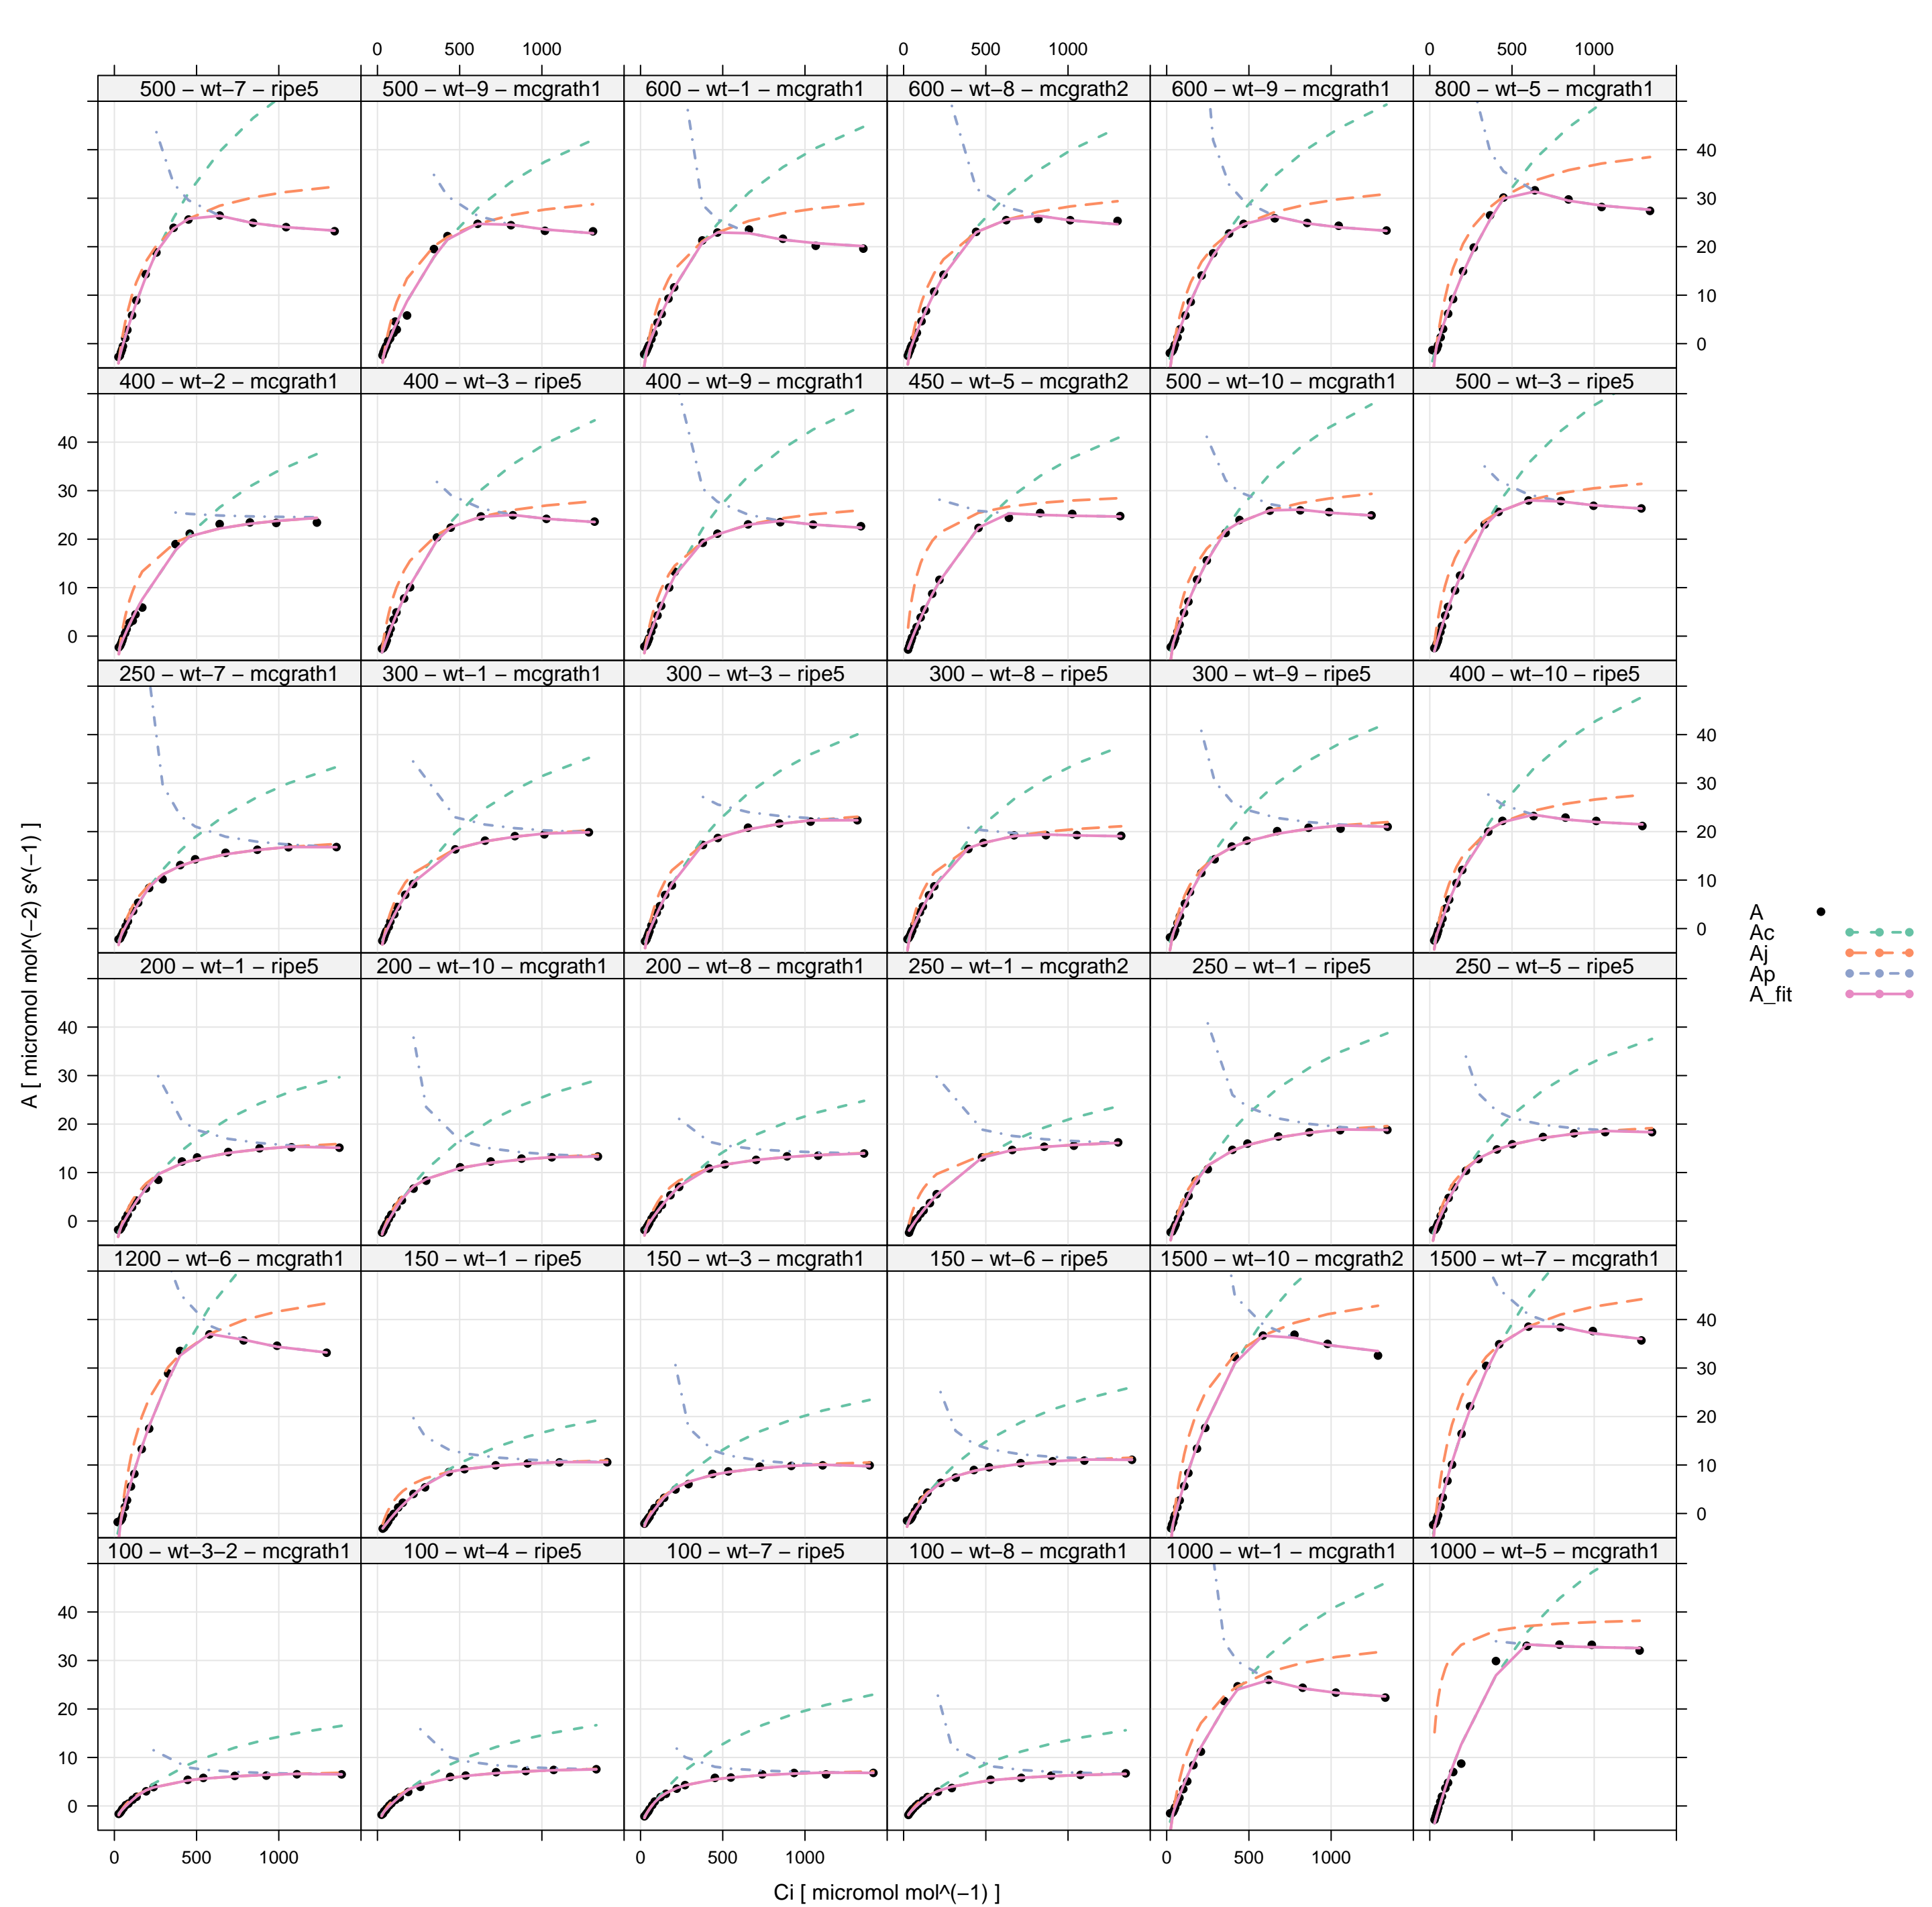 0 500 1000 0 500 1000 0 500 1000
500 − wt−7 − ripe5 500 − wt−9 − mcgrath1 600 − wt−1 − mcgrath1 600 − wt−8 − mcgrath2 600 − wt−9 − mcgrath1 800 − wt−5 − mcgrath1
40
30
20
10
0
400 − wt−2 − mcgrath1 400 − wt−3 − ripe5 400 − wt−9 − mcgrath1 450 − wt−5 − mcgrath2 500 − wt−10 − mcgrath1 500 − wt−3 − ripe5
40
30
20
10
0
250 − wt−7 − mcgrath1 300 − wt−1 − mcgrath1 300 − wt−3 − ripe5 300 − wt−8 − ripe5 300 − wt−9 − ripe5 400 − wt−10 − ripe5
40
30
20
10
0
200 − wt−1 − ripe5 200 − wt−10 − mcgrath1 200 − wt−8 − mcgrath1 250 − wt−1 − mcgrath2 250 − wt−1 − ripe5 250 − wt−5 − ripe5
40
30
20
10
0
1200 − wt−6 − mcgrath1 150 − wt−1 − ripe5 150 − wt−3 − mcgrath1 150 − wt−6 − ripe5 1500 − wt−10 − mcgrath2 1500 − wt−7 − mcgrath1
40
30
20
10
0
100 − wt−3−2 − mcgrath1 100 − wt−4 − ripe5 100 − wt−7 − ripe5 100 − wt−8 − mcgrath1 1000 − wt−1 − mcgrath1 1000 − wt−5 − mcgrath1
40
30
20
10
0
0 500 1000 0 500 1000 0 500 1000
Ci [ micromol mol^(−1) ]
A [ micromol mol^(−2) s^(−1) ]
A
Ac
Aj
Ap
A_fit